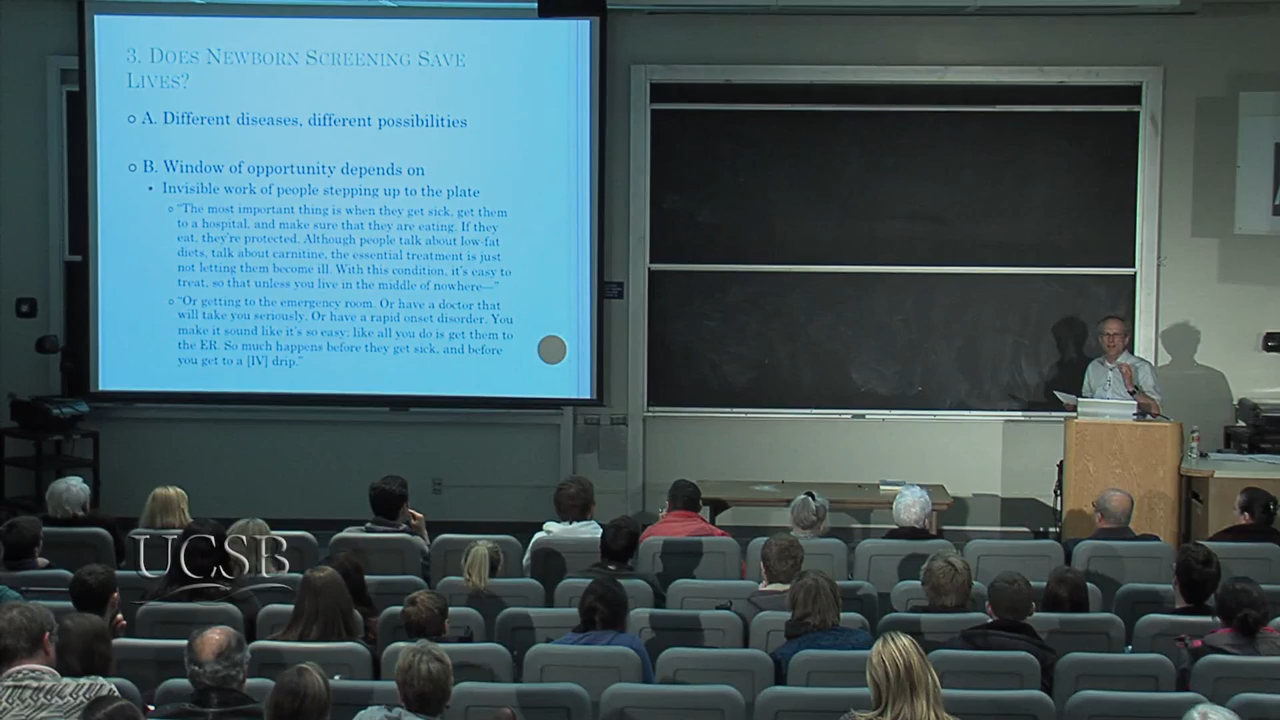 3. DOES NEWBORN SCREENING SAVE
LIVES?
A. Different diseases, different possibilities
B. Window of opportunity depends on
• Invisible work of people stepping up to the plate
"The most important thing is when they get sick, get them
to a hospital, and make sure that they are eating. If they
eat, they're protected. Although people talk about low-fat
diets, talk about carnitine, the essential treatment is just
not letting them become ill. With this condition, it's easy to
treat, so that unless you live in the middle of nowhere—"
"Or getting to the emergency room. Or have a doctor that
will take you seriously. Or have a rapid onset disorder. You
make it sound like it's so easy; like all you do is get them to
the ER. So much happens before they get sick, and before
you get to a [IV] drip."
UCSB